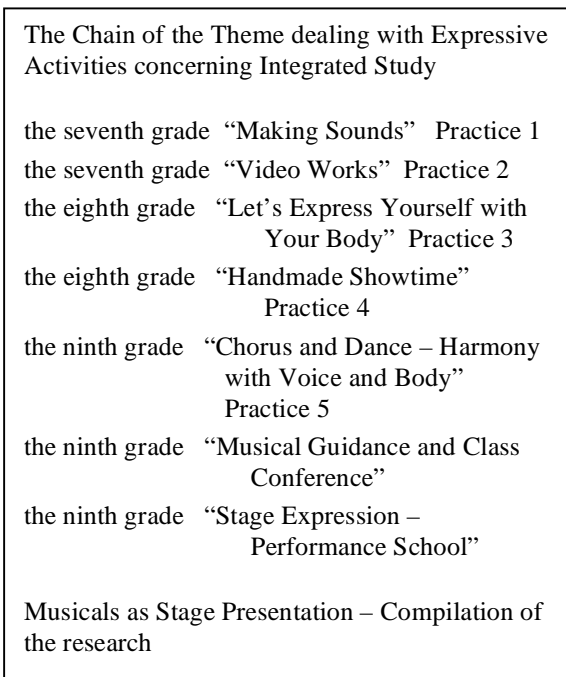 The Chain of the Theme dealing with Expressive
Activities concerning Integrated Study
the seventh grade “Making Sounds” Practice 1
the seventh grade “Video Works” Practice 2
the eighth grade “Let’s Express Yourself with
Your Body” Practice 3
the eighth grade “Handmade Showtime”
Practice 4
the ninth grade “Chorus and Dance – Harmony
with Voice and Body”
Practice 5
the ninth grade “Musical Guidance and Class
Conference”
the ninth grade “Stage Expression –
Performance School”
Musicals as Stage Presentation – Compilation of
the research